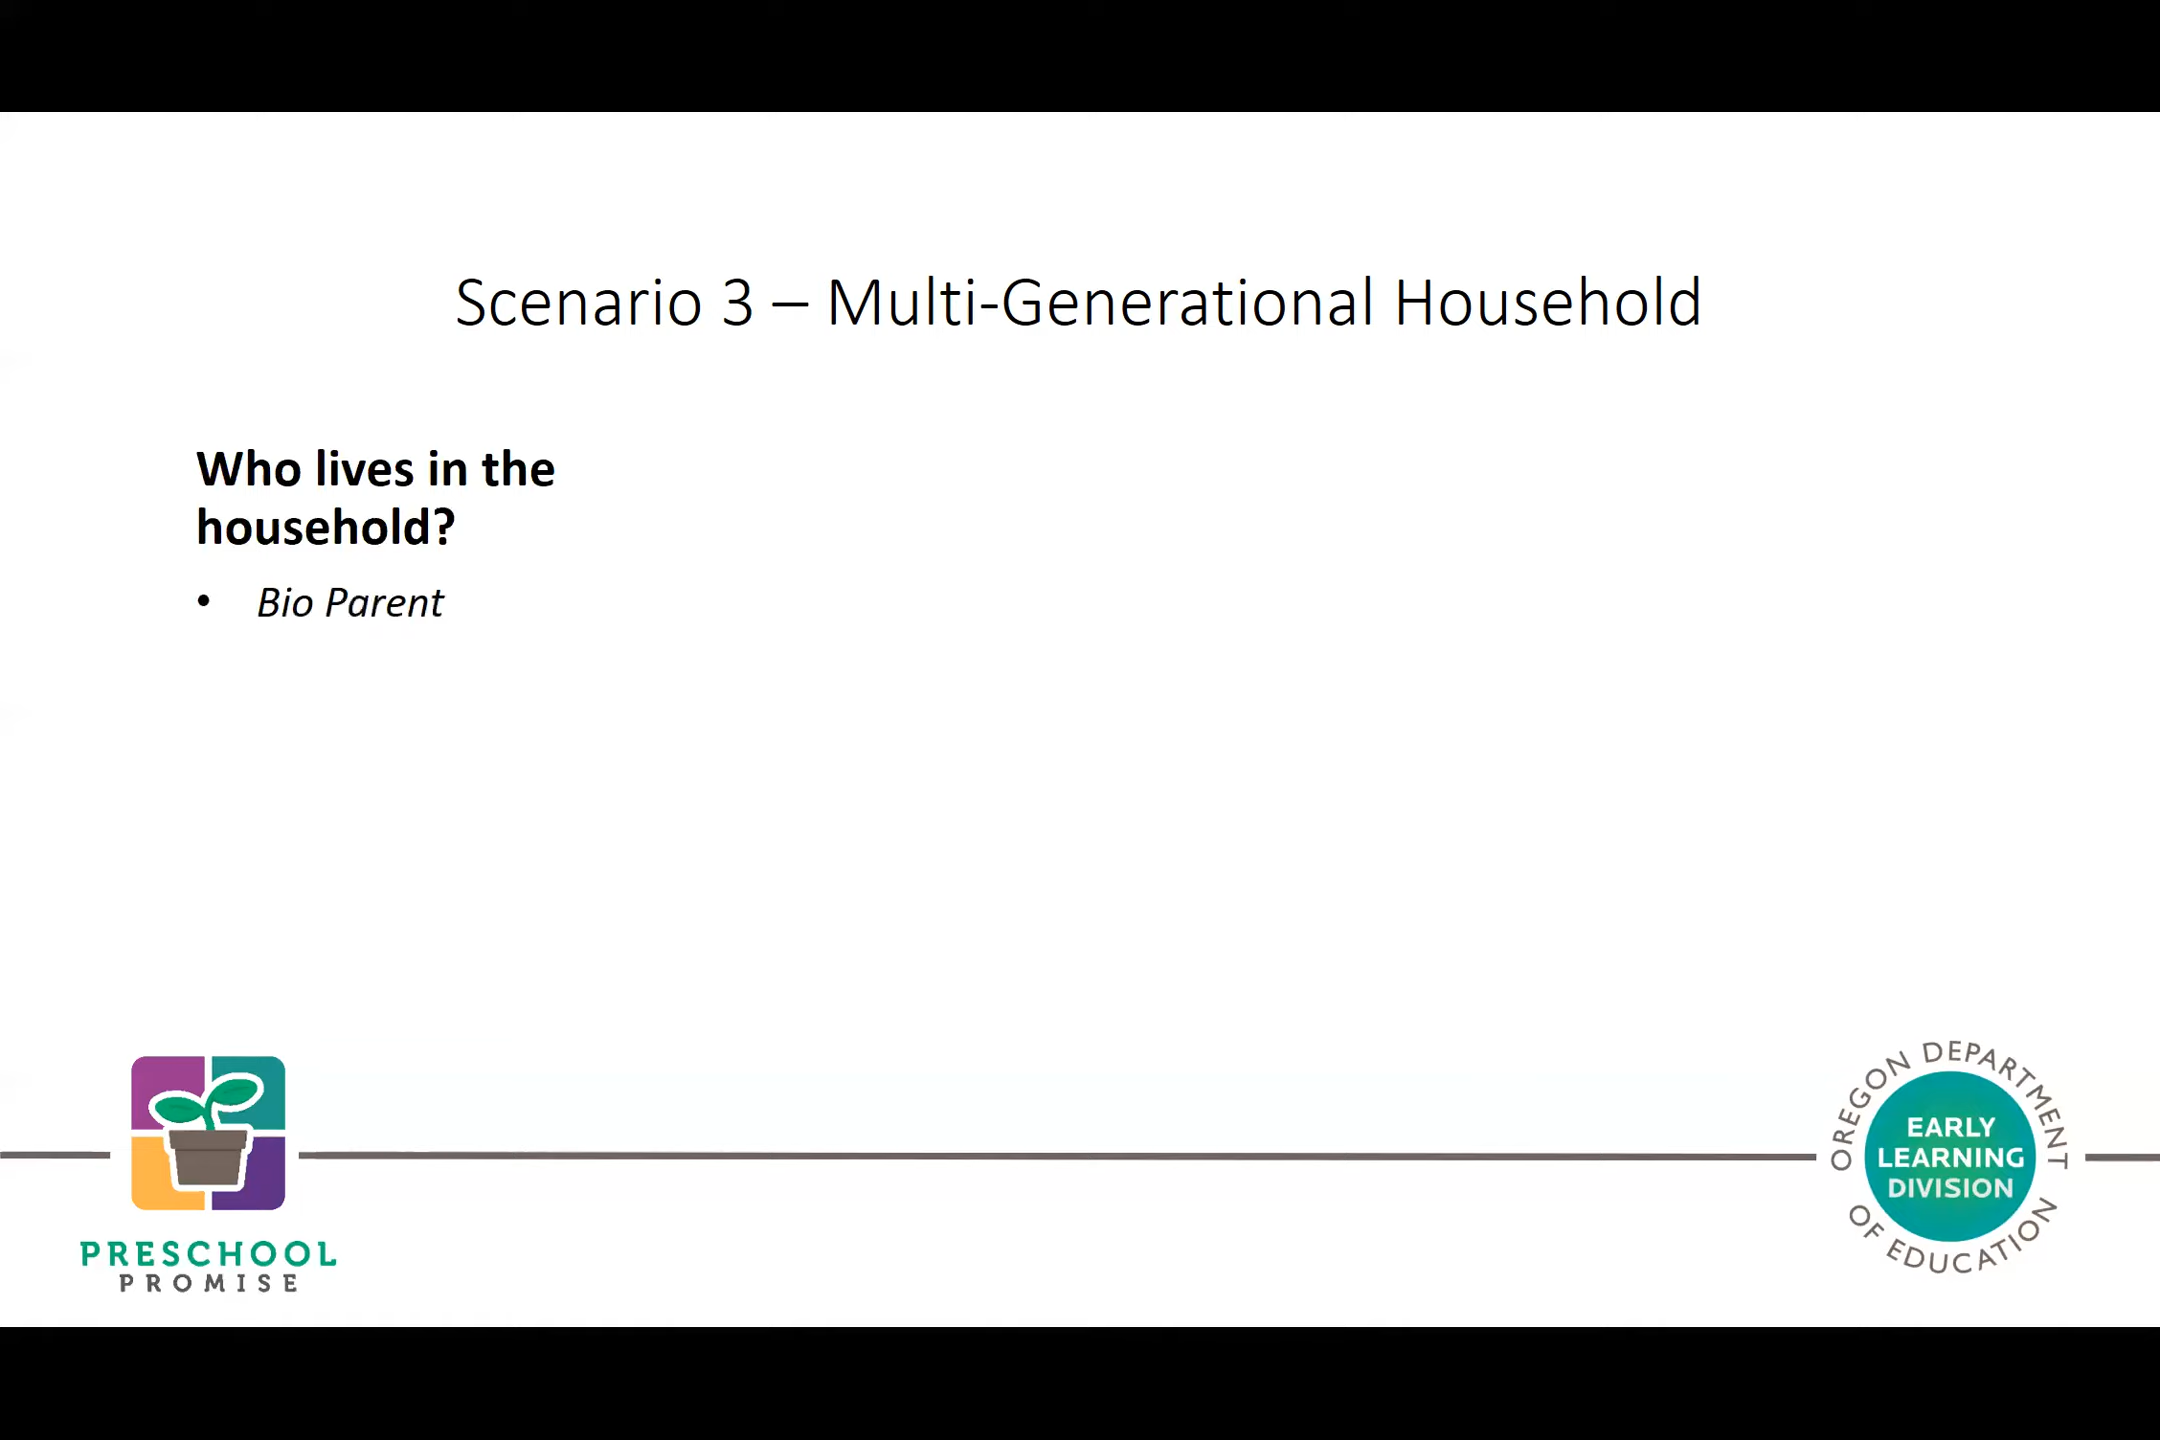 Scenario 3 – Multi-Generational Household
Who lives in the
household?
• Bio Parent
PRESCHOOL
PROMISE
OREGON DEPARTMENT
OF EDUCATION
EARLY
LEARNING
DIVISION